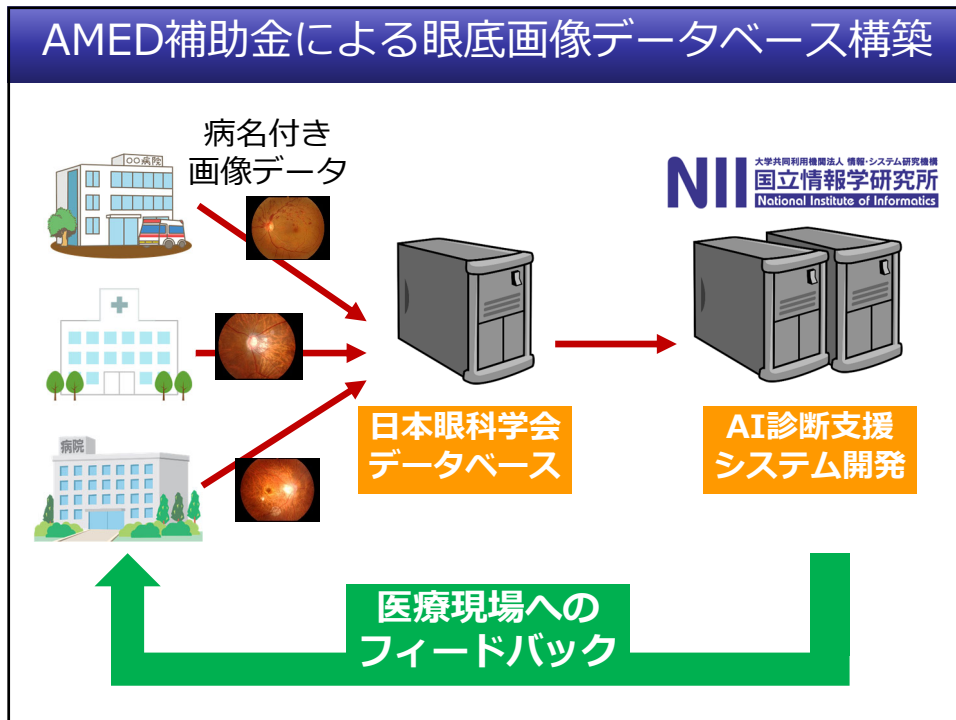 AMED補助金による眼底画像データベース構築
病名付き
画像データ
○○病院
NII
大学共同利用機関法人 情報・システム研究機構
国立情報学研究所
National Institute of Informatics
病院
日本眼科学会
データベース
AI診断支援
システム開発
医療現場への
フィードバック